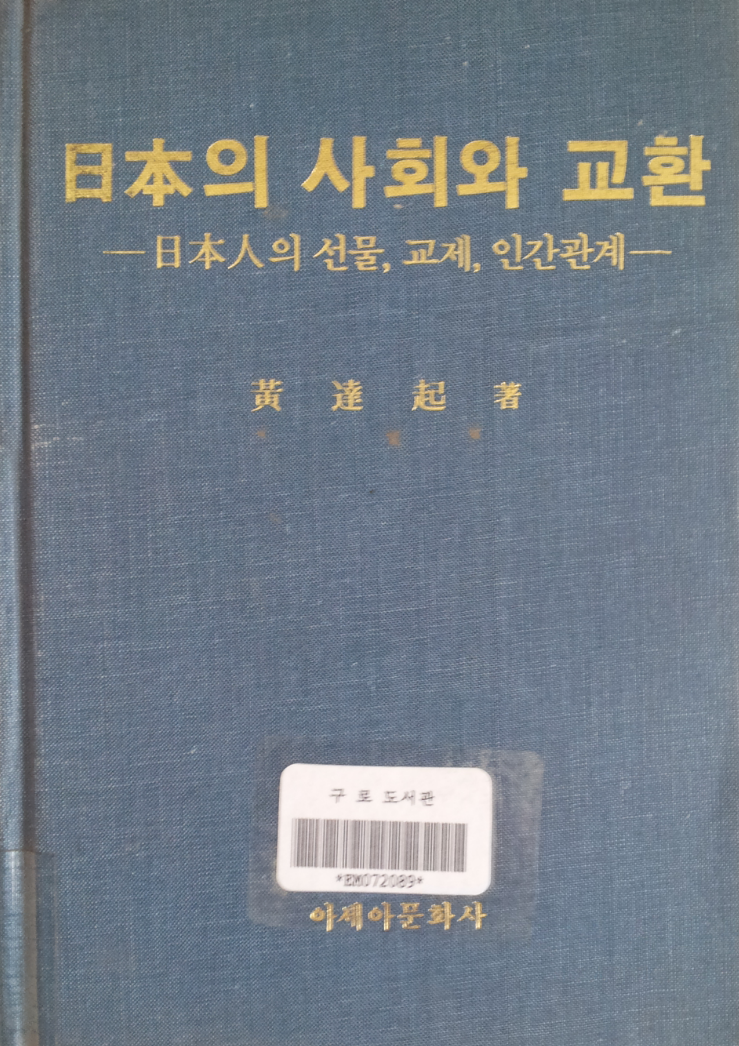 日本의 사회와 교환
—日本人의 선물, 교제, 인간관계—
黃 達 起 著
구 로 도서관
*EM072089*
아세아문화사